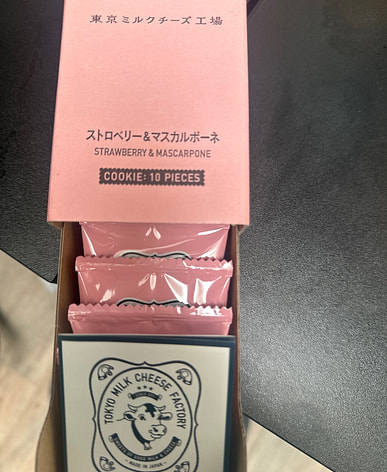 東京ミルクチーズ工場
ストロベリー&マスカルポーネ
STRAWBERRY & MASCARPONE
COOKIE: 10 PIECES
TOKYO MILK CHEESE FACTORY
MADE IN JAPAN